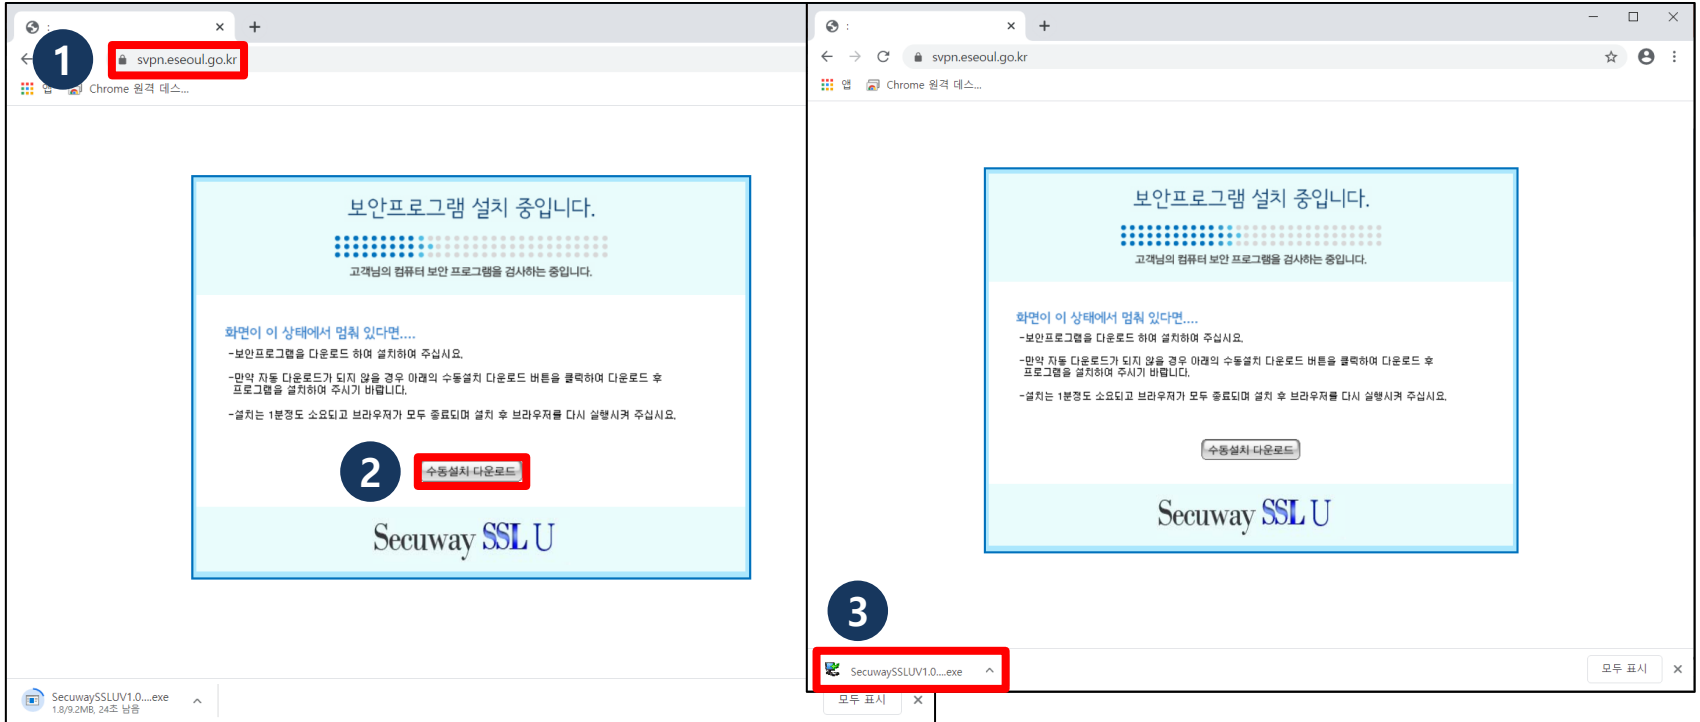 :
svpn.eseoul.go.kr
1
앱
Chrome 원격 데스...
보안프로그램 설치 중입니다.
고객님의 컴퓨터 보안 프로그램을 검사하는 중입니다.
화면이 이 상태에서 멈춰 있다면....
-보안프로그램을 다운로드 하여 설치하여 주십시요.
-만약 자동 다운로드가 되지 않을 경우 아래의 수동설치 다운로드 버튼을 클릭하여 다운로드 후
프로그램을 설치하여 주시기 바랍니다.
-설치는 1분정도 소요되고 브라우저가 모두 종료되며 설치 후 브라우저를 다시 실행시켜 주십시요.
2
수동설치 다운로드
Secuway SSL U
SecuwaySSLUV1.0....exe
1.8/9.2MB, 24초 남음
모두 표시
:
svpn.eseoul.go.kr
앱
Chrome 원격 데스...
보안프로그램 설치 중입니다.
고객님의 컴퓨터 보안 프로그램을 검사하는 중입니다.
화면이 이 상태에서 멈춰 있다면....
-보안프로그램을 다운로드 하여 설치하여 주십시요.
-만약 자동 다운로드가 되지 않을 경우 아래의 수동설치 다운로드 버튼을 클릭하여 다운로드 후
프로그램을 설치하여 주시기 바랍니다.
-설치는 1분정도 소요되고 브라우저가 모두 종료되며 설치 후 브라우저를 다시 실행시켜 주십시요.
수동설치 다운로드
Secuway SSL U
3
SecuwaySSLUV1.0....exe
모두 표시